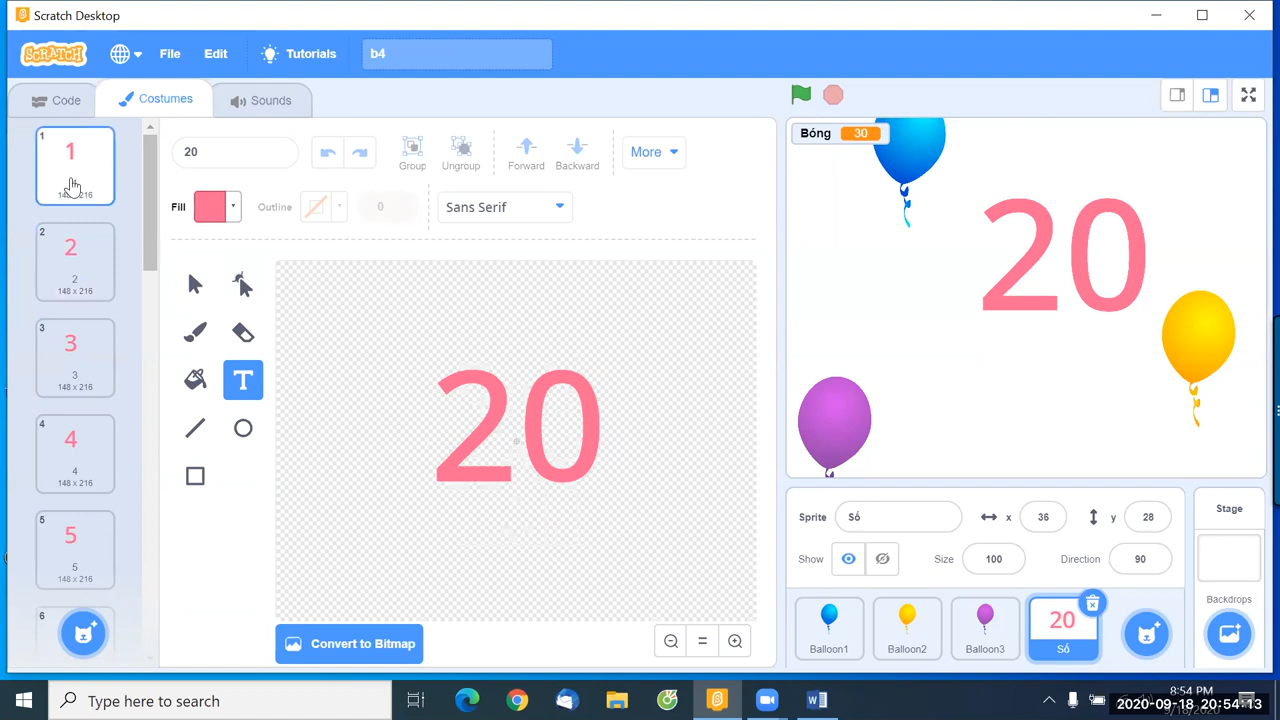 Scratch Desktop
SCRATCH File Edit Tutorials b4
Code Costumes Sounds
1 1
2 2 2 148 x 216
3 3 3 148 x 216
4 4 4 148 x 216
5 5 5 148 x 216
6
20 Group Ungroup Forward Backward More
Fill Outline 0 Sans Serif
T
20
Convert to Bitmap
Bóng 30
20
Sprite Số x 36 y 28
Show Size 100 Direction 90
Balloon1 Balloon2 Balloon3 20 Số
Stage
Backdrops
Type here to search
8:54 PM
2020-09-18 20:54:13